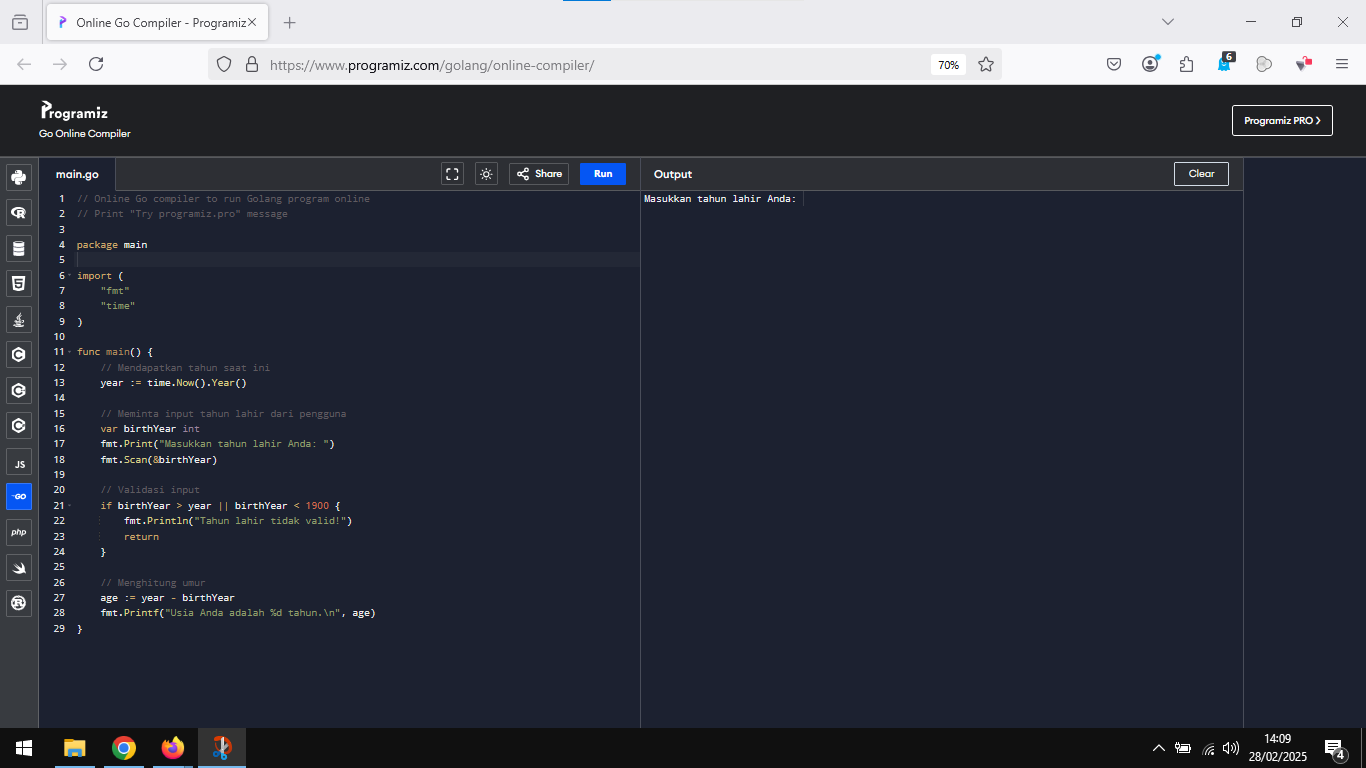 Online Go Compiler - Programiz
https://www.programiz.com/golang/online-compiler/
70%
6
Programiz
Go Online Compiler
Programiz PRO >
main.go
Share
Run
Output
Clear
1 // Online Go compiler to run Golang program online
2 // Print "Try programiz.pro" message
3
4 package main
5
6 import (
7 "fmt"
8 "time"
9 )
10
11 func main() {
12 // Mendapatkan tahun saat ini
13 year := time.Now().Year()
14
15 // Meminta input tahun lahir dari pengguna
16 var birthYear int
17 fmt.Print("Masukkan tahun lahir Anda: ")
18 fmt.Scan(&birthYear)
19
20 // Validasi input
21 if birthYear > year || birthYear < 1900 {
22 fmt.Println("Tahun lahir tidak valid!")
23 return
24 }
25
26 // Menghitung umur
27 age := year - birthYear
28 fmt.Printf("Usia Anda adalah %d tahun.\n", age)
29 }
Masukkan tahun lahir Anda:
JS
GO
php
14:09
28/02/2025
4